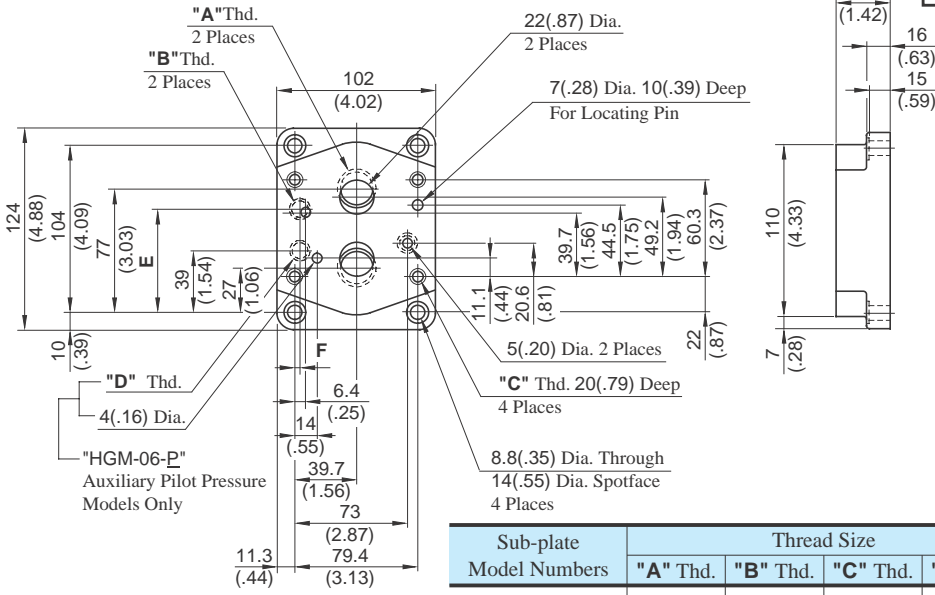 "A" Thd.
2 Places
"B" Thd.
2 Places
22(.87) Dia.
2 Places
7(.28) Dia. 10(.39) Deep
For Locating Pin
(1.42)
16
(.63)
15
(.59)
102
(4.02)
124
(4.88)
104
(4.09)
77
(3.03)
E
39
(1.54)
27
(1.06)
10
(.39)
39.7
(1.56)
44.5
(1.75)
49.2
(1.94)
60.3
(2.37)
11.1
(.44)
20.6
(.81)
22
(.87)
110
(4.33)
7
(.28)
F
"D" Thd.
4(.16) Dia.
"HGM-06-P"
Auxiliary Pilot Pressure
Models Only
6.4
(.25)
14
(.55)
39.7
(1.56)
73
(2.87)
11.3
(.44)
79.4
(3.13)
5(.20) Dia. 2 Places
"C" Thd. 20(.79) Deep
4 Places
8.8(.35) Dia. Through
14(.55) Dia. Spotface
4 Places
Sub-plate
Model Numbers
Thread Size
"A" Thd. "B" Thd. "C" Thd.